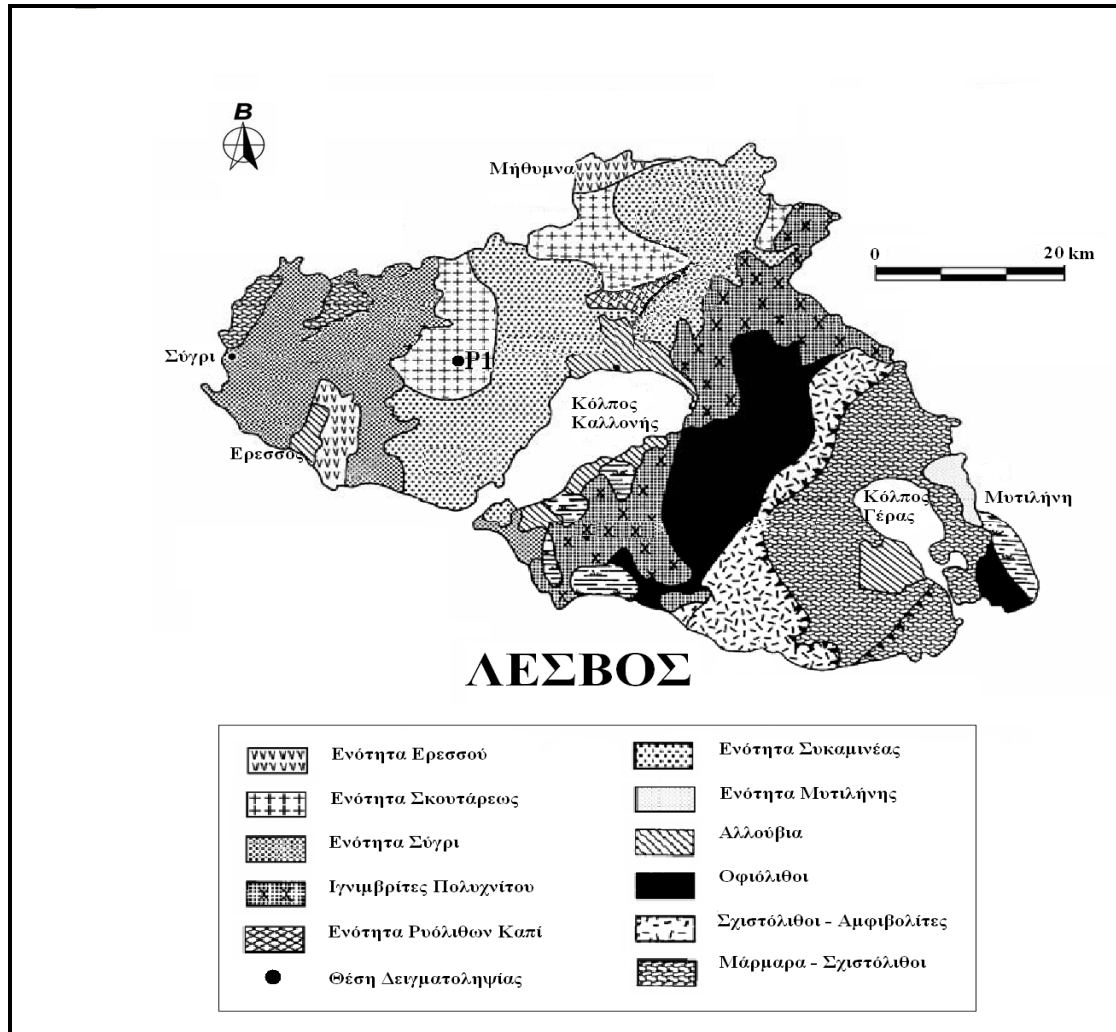 Β
Μήθυμνα
0 20 km
Σύγρι
P1
Κόλπος
Καλλονής
Ερεσσός
Κόλπος
Γέρας
Μυτιλήνη
ΛΕΣΒΟΣ
Ενότητα Ερεσσού
Ενότητα Σκουτάρεως
Ενότητα Σύγρι
Ιγνιμβρίτες Πολυχνίτου
Ενότητα Ρυόλιθων Καπί
Θέση Δειγματοληψίας
Ενότητα Συκαμινέας
Ενότητα Μυτιλήνης
Αλλούβια
Οφιόλιθοι
Σχιστόλιθοι - Αμφιβολίτες
Μάρμαρα - Σχιστόλιθοι